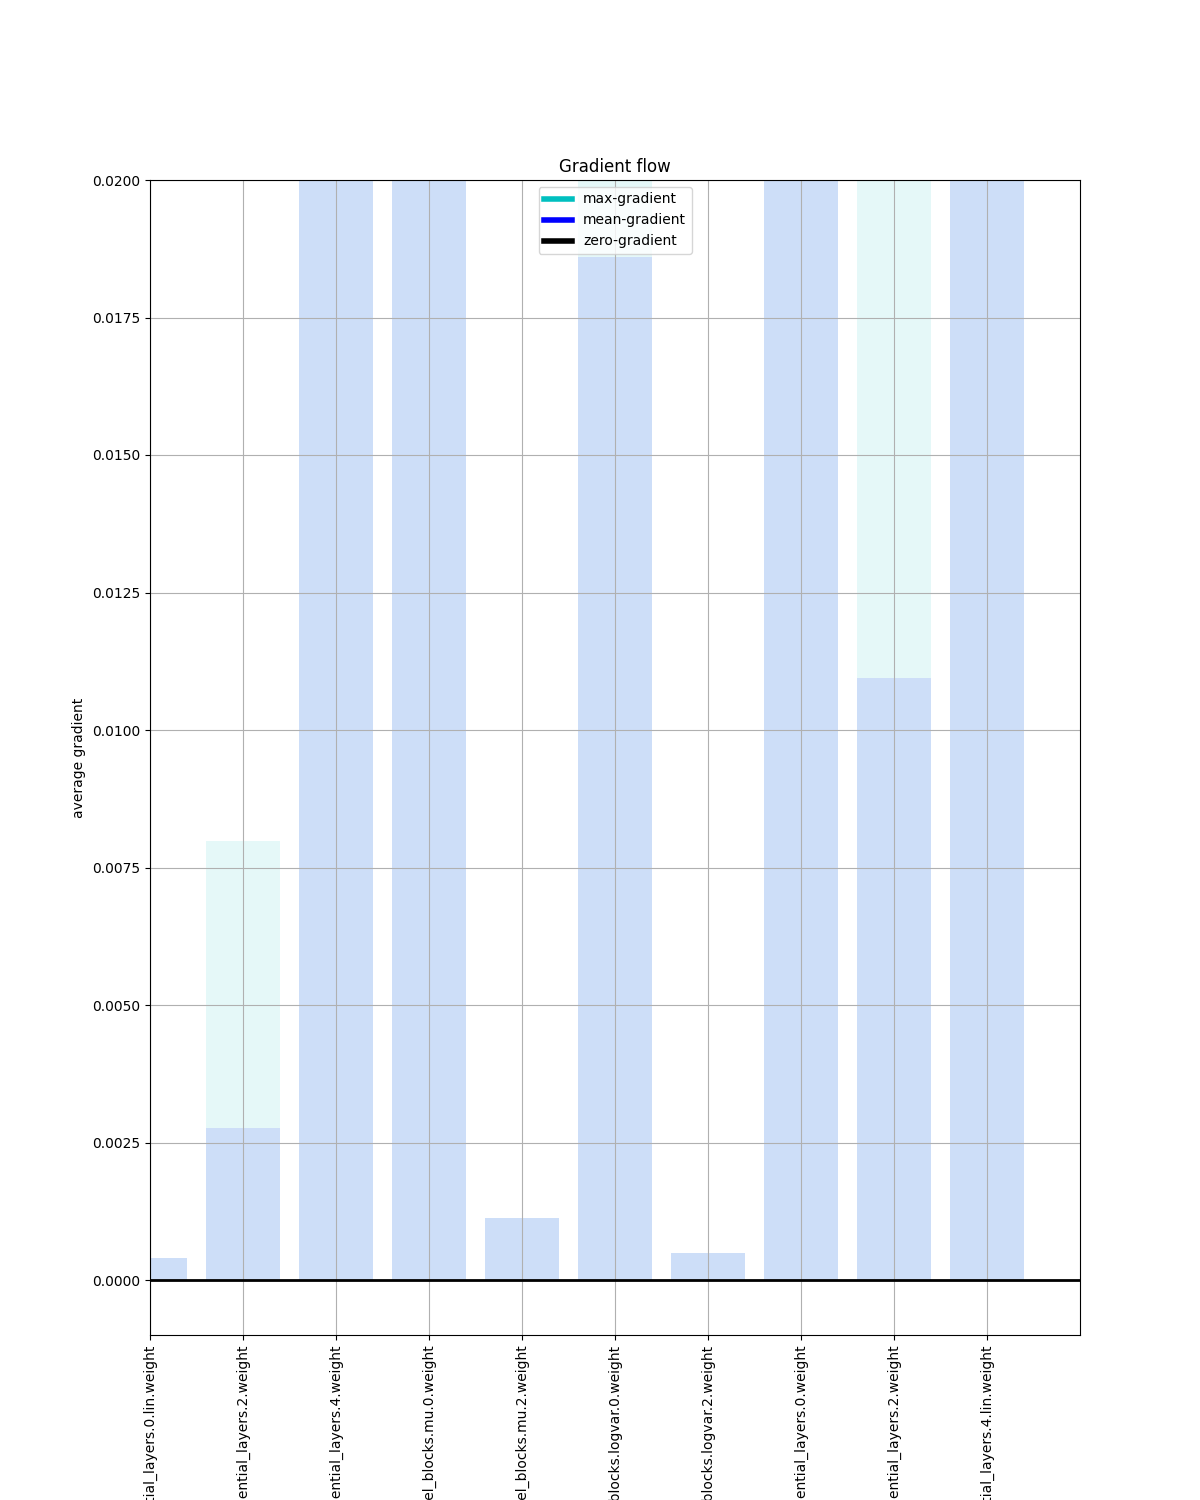 Gradient flow
max-gradient
mean-gradient
zero-gradient
0.0200
0.0175
0.0150
0.0125
0.0100
0.0075
0.0050
0.0025
0.0000
average gradient
tial_layers.0.lin.weight
ential_layers.2.weight
ential_layers.4.weight
el_blocks.mu.0.weight
el_blocks.mu.2.weight
blocks.logvar.0.weight
blocks.logvar.2.weight
ential_layers.0.weight
ential_layers.2.weight
tial_layers.4.lin.weight